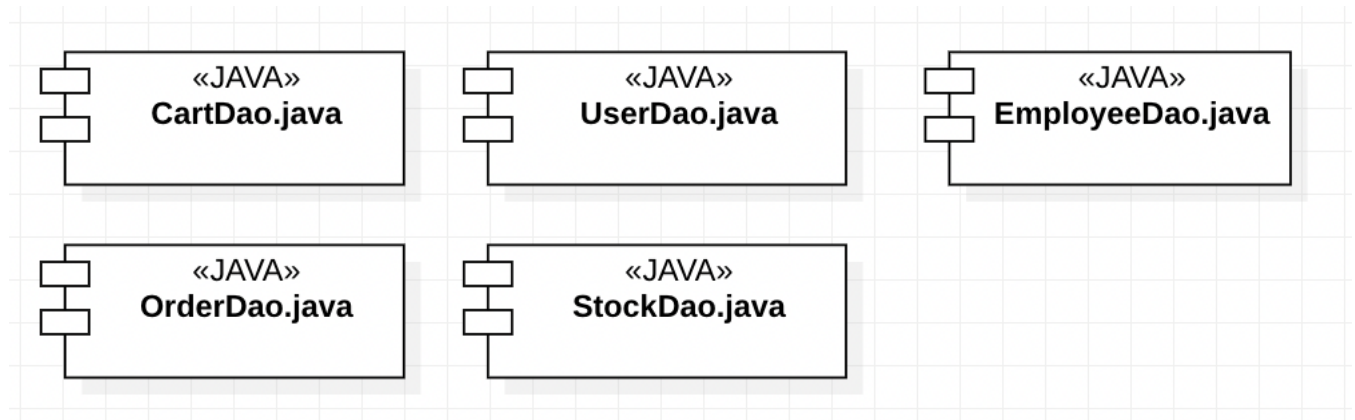 «JAVA»
CartDao.java
«JAVA»
UserDao.java
«JAVA»
EmployeeDao.java
«JAVA»
OrderDao.java
«JAVA»
StockDao.java